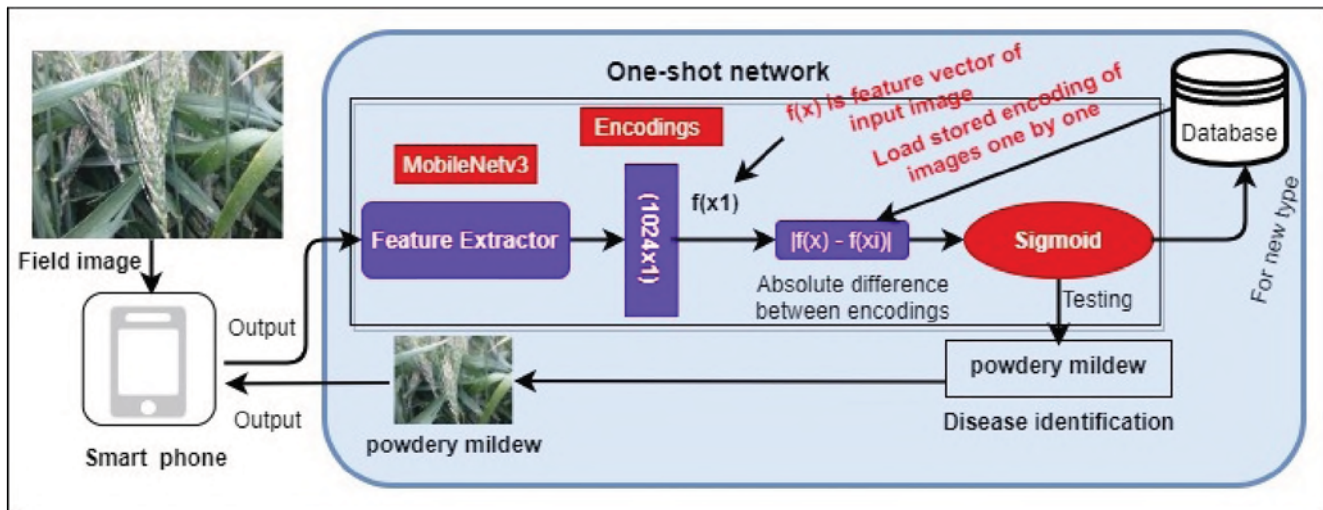 One-shot network
f(x) is feature vector of
input image
Load stored encoding of
images one by one
Database
Encodings
MobileNetv3
f(x1)
Feature Extractor
(1024x1)
|f(x) - f(xi)|
Sigmoid
Field image
For new type
Absolute difference
between encodings
Testing
Output
powdery mildew
Output
powdery mildew
Disease identification
Smart phone